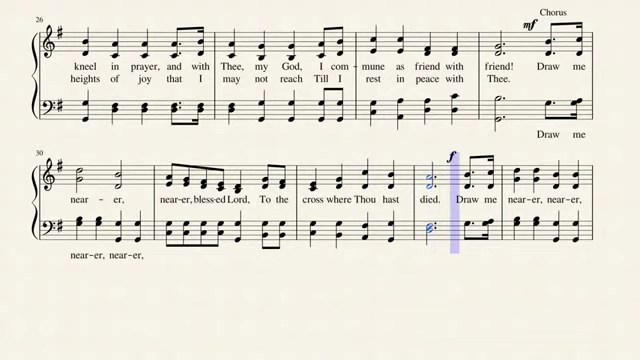 26
Chorus
mf
kneel in prayer, and with Thee, my God, I com - mune as friend with friend! Draw me
heights of joy that I may not reach Till I rest in peace with Thee.
Draw me
30
f
near - er, near-er, bless-ed Lord, To the cross where Thou hast died. Draw me near-er, near-er,
near-er, near-er,